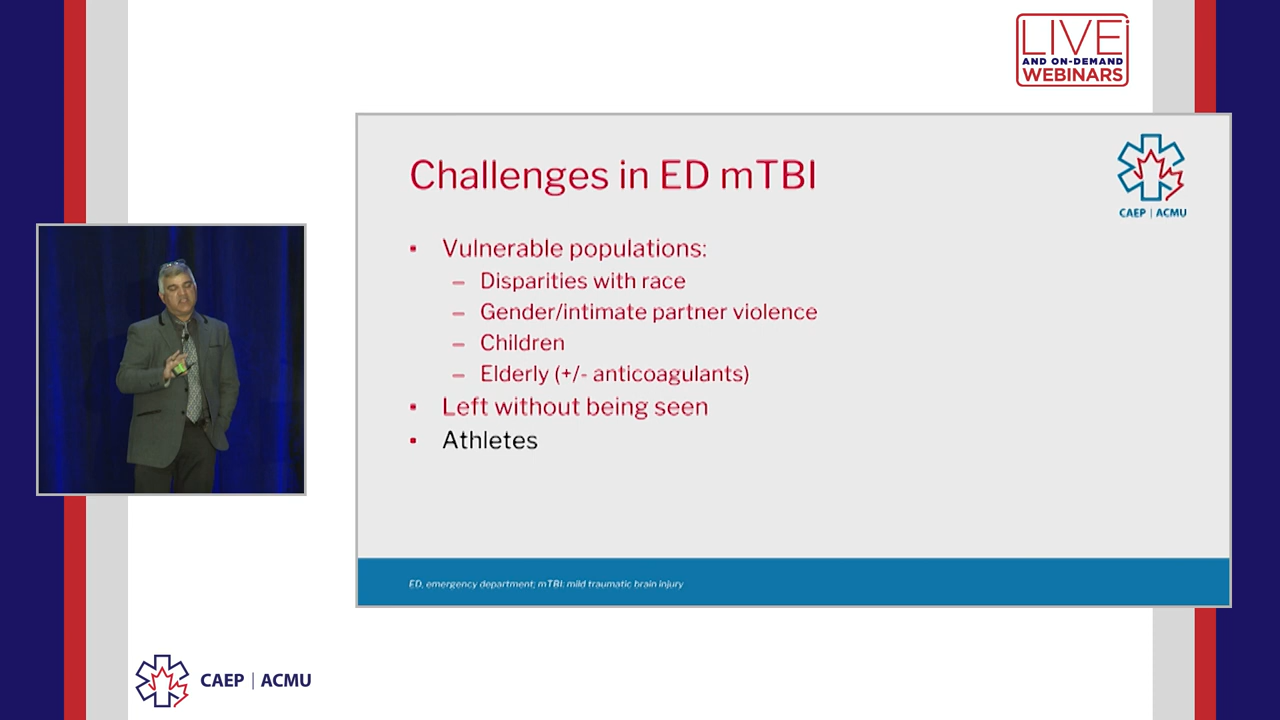 LIVE
AND ON-DEMAND
WEBINARS
Challenges in ED mTBI
CAEP | ACMU
• Vulnerable populations:
– Disparities with race
– Gender/intimate partner violence
– Children
– Elderly (+/- anticoagulants)
• Left without being seen
• Athletes
ED, emergency department; mTBI: mild traumatic brain injury
CAEP | ACMU